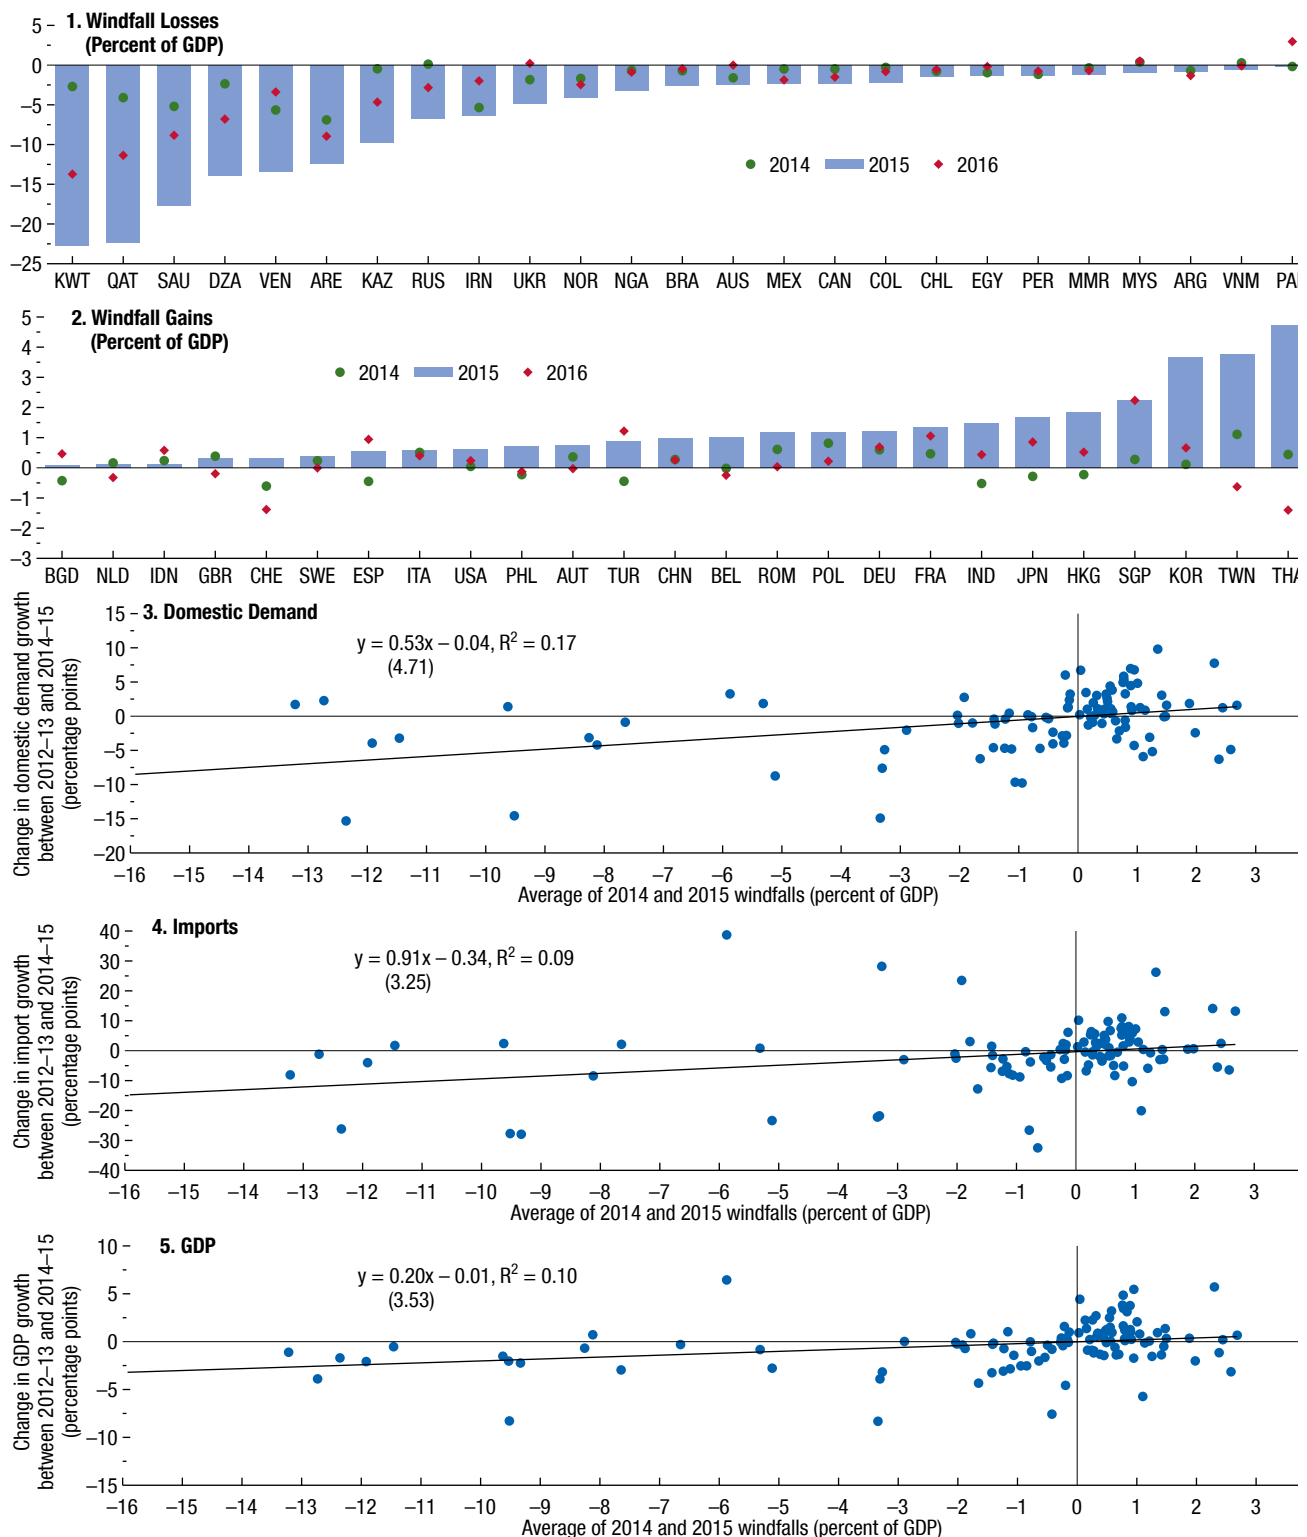 1. Windfall Losses
(Percent of GDP)
5
0
–5
–10
–15
–20
–25
2014 2015 2016
KWT QAT SAU DZA VEN ARE KAZ RUS IRN UKR NOR NGA BRA AUS MEX CAN COL CHL EGY PER MMR MYS ARG VNM
2. Windfall Gains
(Percent of GDP)
5
4
3
2
1
0
–1
–2
–3
2014 2015 2016
BGD NLD IDN GBR CHE SWE ESP ITA USA PHL AUT TUR CHN BEL ROM POL DEU FRA IND JPN HKG SGP KOR TWN THA
3. Domestic Demand
y = 0.53x – 0.04, R² = 0.17
(4.71)
Change in domestic demand growth
between 2012–13 and 2014–15
(percentage points)
15
10
5
0
–5
–10
–15
–20
–16 –15 –14 –13 –12 –11 –10 –9 –8 –7 –6 –5 –4 –3 –2 –1 0 1 2 3
Average of 2014 and 2015 windfalls (percent of GDP)
4. Imports
y = 0.91x – 0.34, R² = 0.09
(3.25)
Change in import growth
between 2012–13 and 2014–15
(percentage points)
40
30
20
10
0
–10
–20
–30
–40
–16 –15 –14 –13 –12 –11 –10 –9 –8 –7 –6 –5 –4 –3 –2 –1 0 1 2 3
Average of 2014 and 2015 windfalls (percent of GDP)
5. GDP
y = 0.20x – 0.01, R² = 0.10
(3.53)
Change in GDP growth
between 2012–13 and 2014–15
(percentage points)
10
5
0
–5
–10
–15
–16 –15 –14 –13 –12 –11 –10 –9 –8 –7 –6 –5 –4 –3 –2 –1 0 1 2 3
Average of 2014 and 2015 windfalls (percent of GDP)